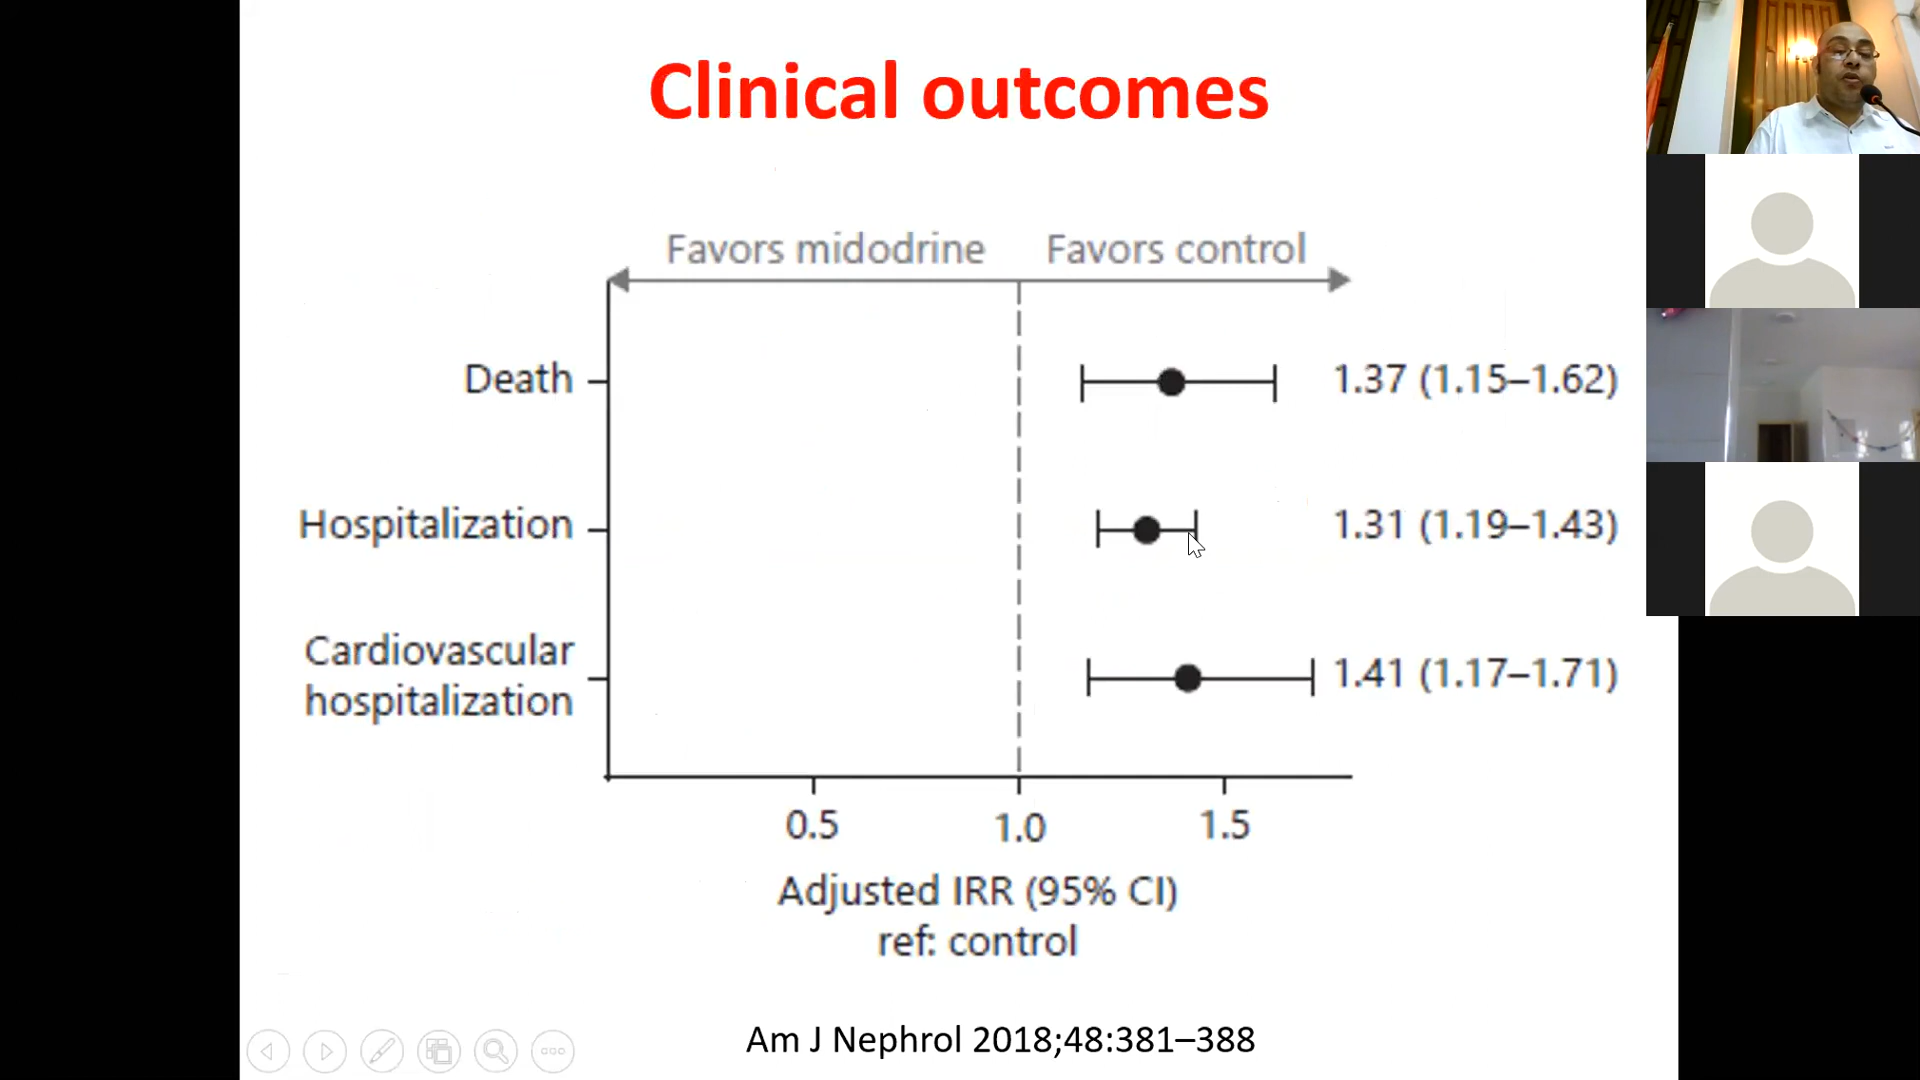 Clinical outcomes
Favors midodrine Favors control
Death 1.37 (1.15–1.62)
Hospitalization 1.31 (1.19–1.43)
Cardiovascular
hospitalization 1.41 (1.17–1.71)
0.5 1.0 1.5
Adjusted IRR (95% CI)
ref: control
Am J Nephrol 2018;48:381–388